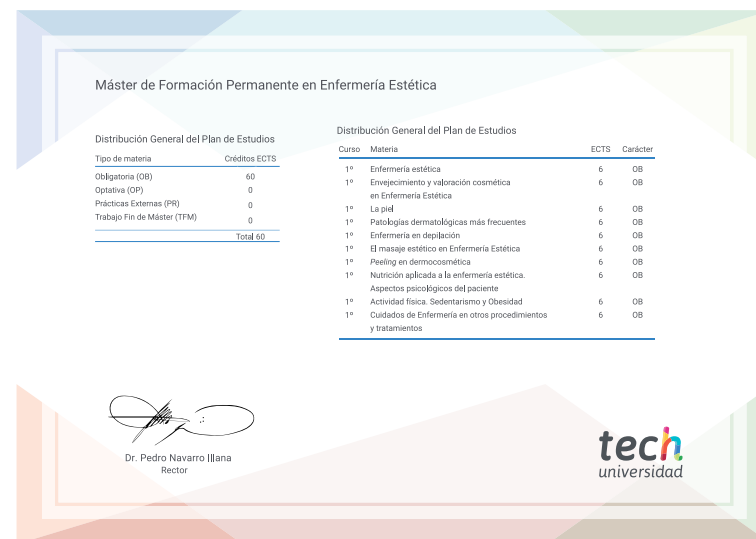 Máster de Formación Permanente en Enfermería Estética
Distribución General del Plan de Estudios
Tipo de materia Créditos ECTS
Obligatoria (OB) 60
Optativa (OP) 0
Prácticas Externas (PR) 0
Trabajo Fin de Máster (TFM) 0
Total 60
Distribución General del Plan de Estudios
Curso Materia ECTS Carácter
1º Enfermería estética 6 OB
1º Envejecimiento y valoración cosmética 6 OB
en Enfermería Estética
1º La piel 6 OB
1º Patologías dermatológicas más frecuentes 6 OB
1º Enfermería en depilación 6 OB
1º El masaje estético en Enfermería Estética 6 OB
1º Peeling en dermocosmética 6 OB
1º Nutrición aplicada a la enfermería estética. 6 OB
Aspectos psicológicos del paciente
1º Actividad física. Sedentarismo y Obesidad 6 OB
1º Cuidados de Enfermería en otros procedimientos 6 OB
y tratamientos
Dr. Pedro Navarro Illana
Rector
tech
universidad